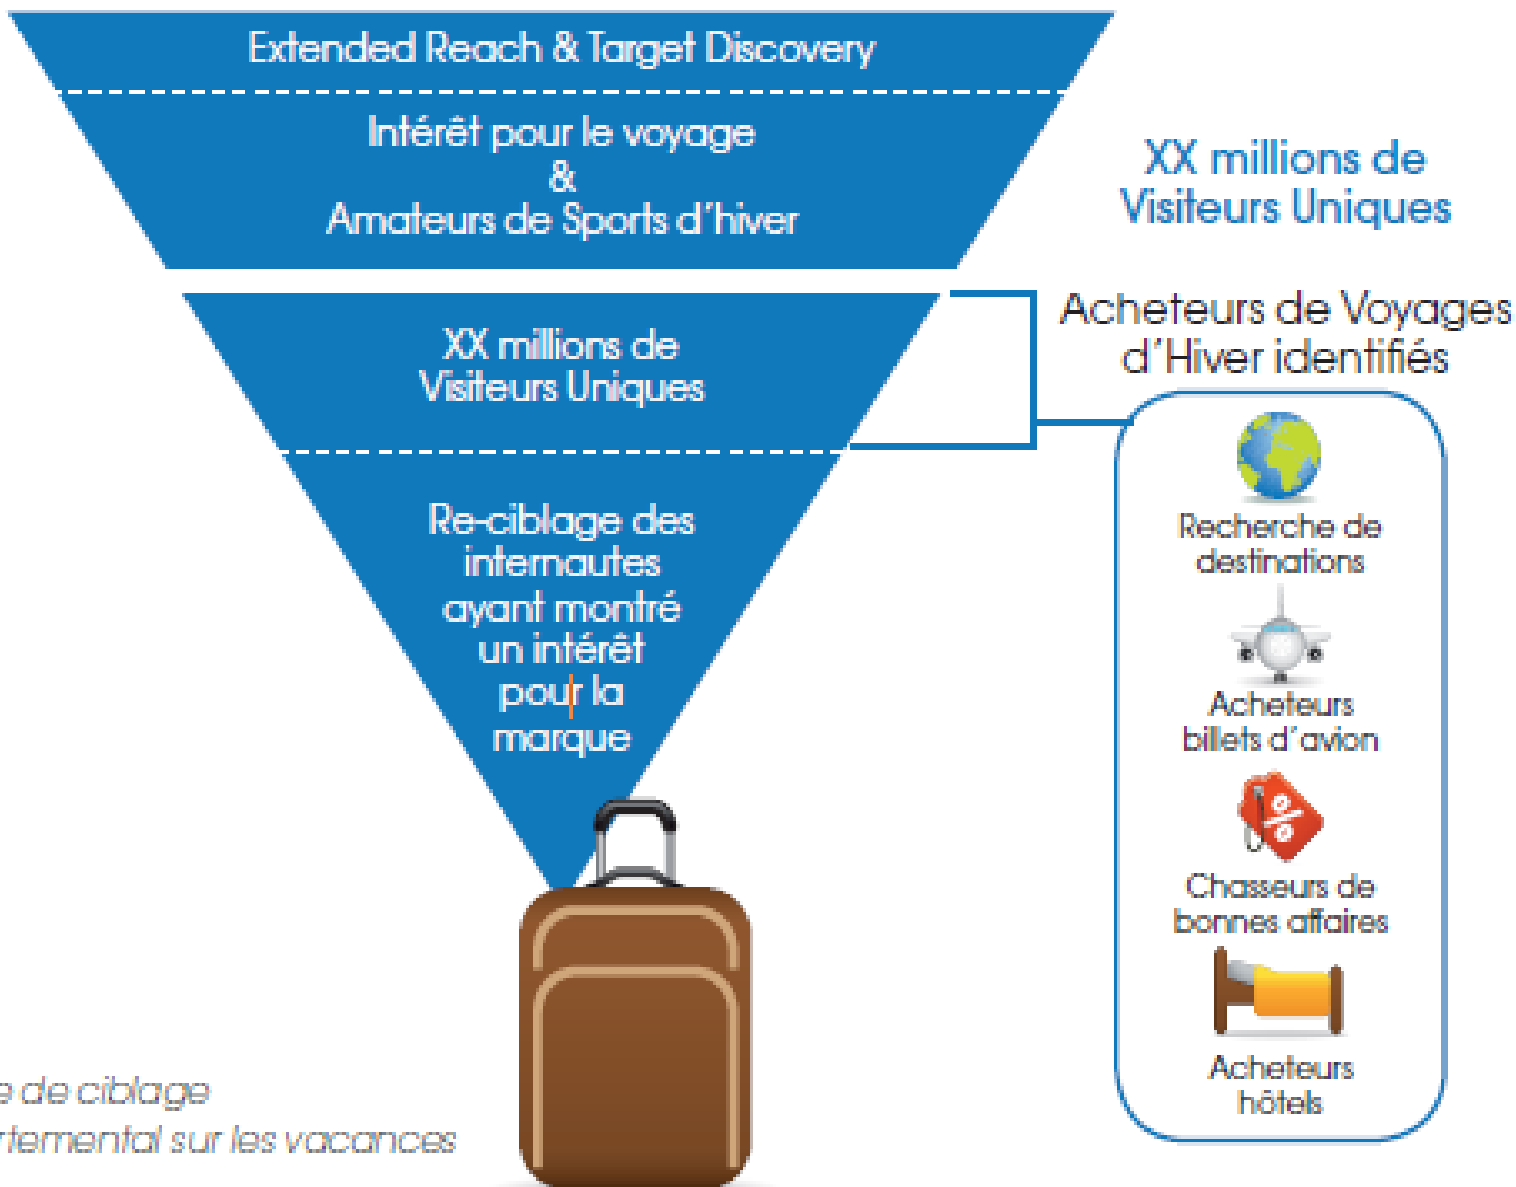 Extended Reach & Target Discovery
Intérêt pour le voyage
&
Amateurs de Sports d'hiver
XX millions de
Visiteurs Uniques
XX millions de
Visiteurs Uniques
Re-ciblage des
internautes
ayant montré
un intérêt
pour la
marque
Acheteurs de Voyages
d'Hiver identifiés
Recherche de
destinations
Acheteurs
billets d'avion
%
Chasseurs de
bonnes affaires
Acheteurs
hôtels
de ciblage
sur les vacances